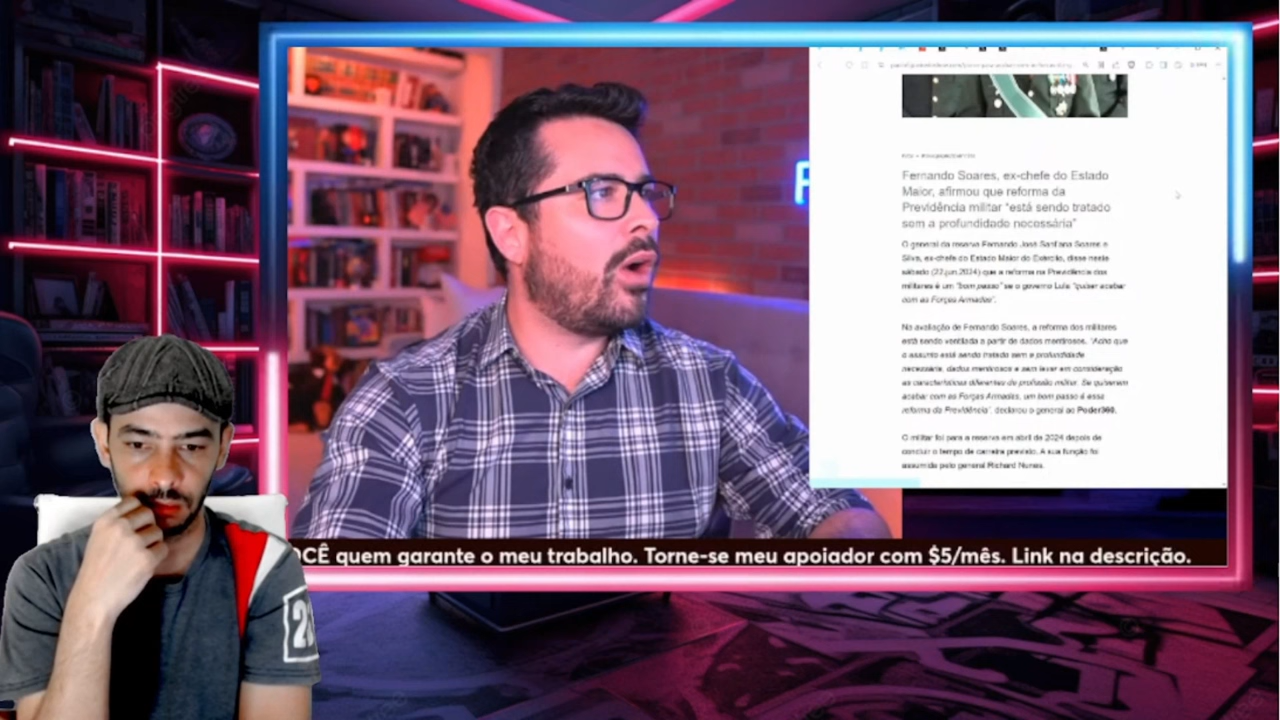 Fernando Soares, ex-chefe do Estado
Maior, afirmou que reforma da
Previdência militar "está sendo tratado
sem a profundidade necessária"
O general da reserva Fernando José Sant'ana Soares e
Silva, ex-chefe do Estado Maior do Exército, disse neste
sábado (22.jun.2024) que a reforma na Previdência dos
militares é um "bom passo" se o governo Lula "quiser acabar
com as Forças Armadas".
Na avaliação de Fernando Soares, a reforma dos militares
está sendo ventilada a partir de dados mentirosos. "Acho que
o assunto está sendo tratado sem a profundidade
necessária, dados mentirosos e sem levar em consideração
as características diferentes da profissão militar. Se quiserem
acabar com as Forças Armadas, um bom passo é essa
reforma da Previdência", declarou o general ao Poder360.
O militar foi para a reserva em abril de 2024 depois de
concluir o tempo de carreira previsto. A sua função foi
assumida pelo general Richard Nunes.
OCÊ quem garante o meu trabalho. Torne-se meu apoiador com $5/mês. Link na descrição.